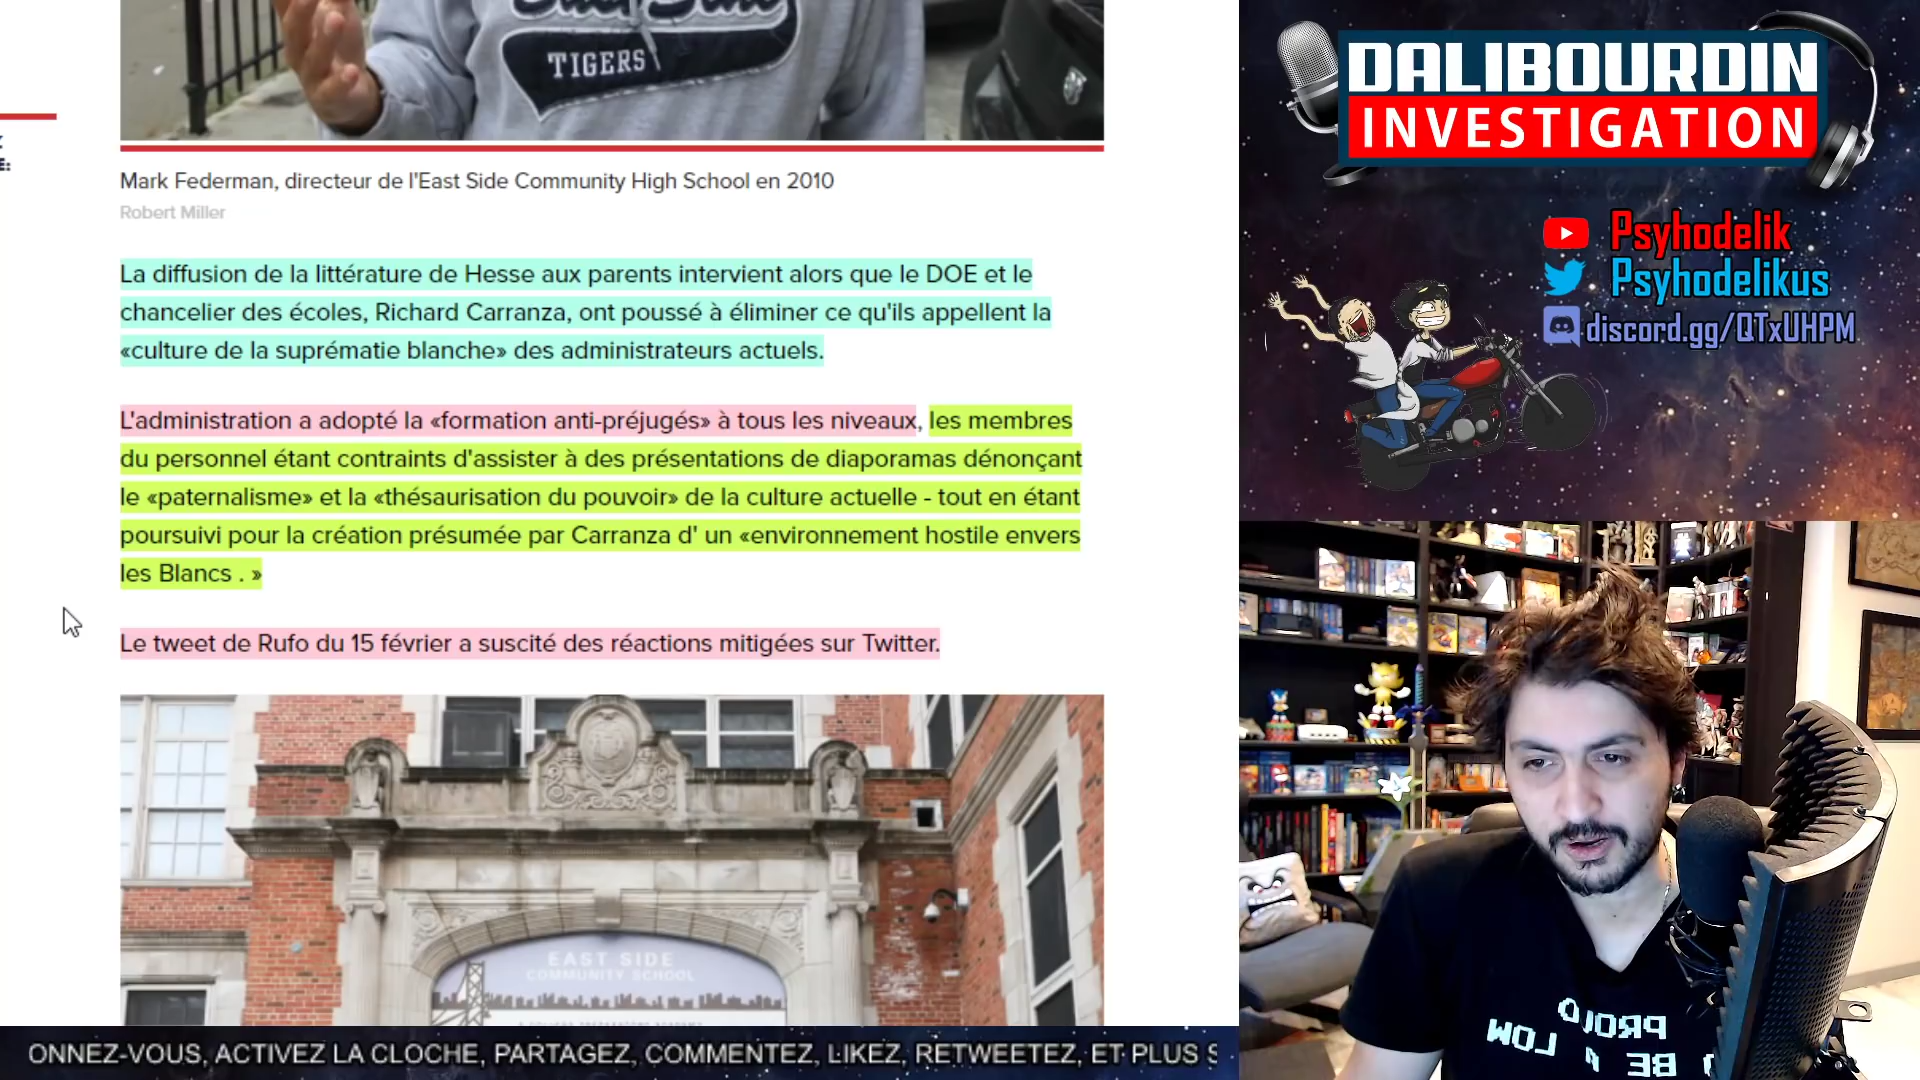 TIGERS
Mark Federman, directeur de l'East Side Community High School en 2010
Robert Miller
La diffusion de la littérature de Hesse aux parents intervient alors que le DOE et le
chancelier des écoles, Richard Carranza, ont poussé à éliminer ce qu'ils appellent la
«culture de la suprématie blanche» des administrateurs actuels.
L'administration a adopté la «formation anti-préjugés» à tous les niveaux, les membres
du personnel étant contraints d'assister à des présentations de diaporamas dénonçant
le «paternalisme» et la «thésaurisation du pouvoir» de la culture actuelle - tout en étant
poursuivi pour la création présumée par Carranza d' un «environnement hostile envers
les Blancs . »
Le tweet de Rufo du 15 février a suscité des réactions mitigées sur Twitter.
EAST SIDE
COMMUNITY SCHOOL
ONNEZ-VOUS, ACTIVEZ LA CLOCHE, PARTAGEZ, COMMENTEZ, LIKEZ, RETWEETEZ, ET PLUS S
DALIBOURDIN
INVESTIGATION
Psyhodelik
Psyhodelikus
discord.gg/QTxUHPM
PROUD
BE A LOW